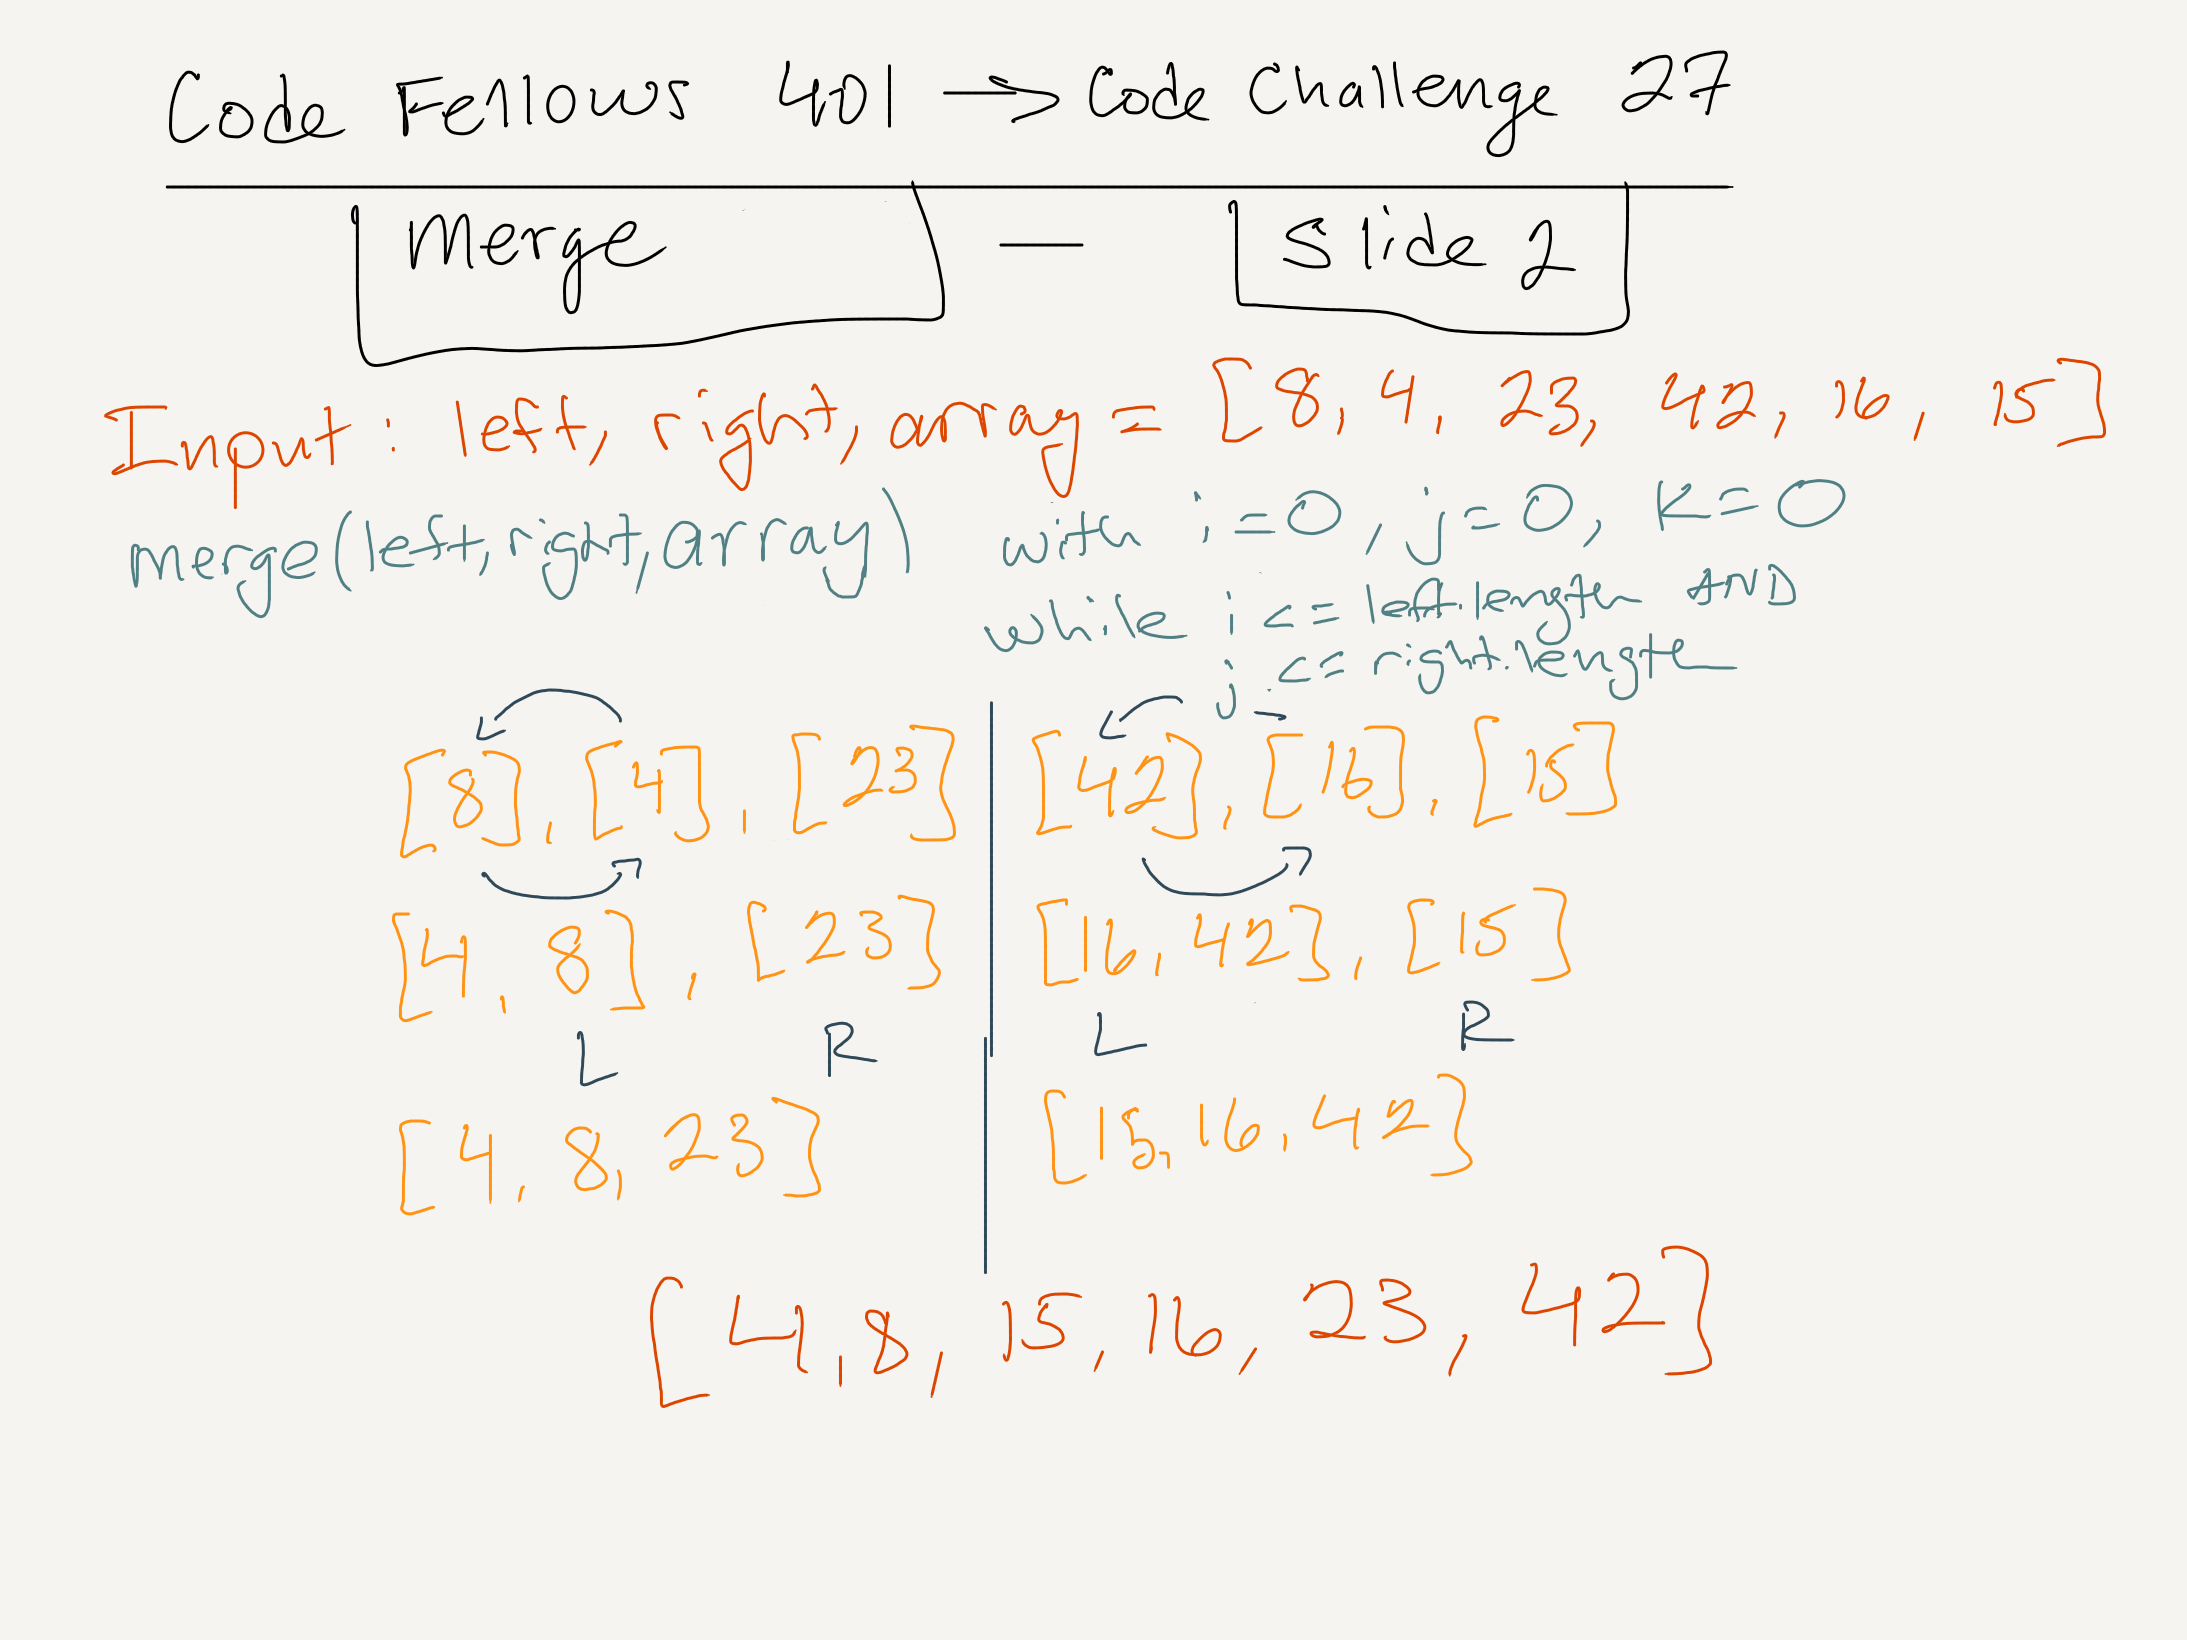 Code Fellows 401 → Code Challenge 27
Merge — Slide 2
Input: left, right, array = [8, 4, 23, 42, 16, 15]
merge(left, right, array) with i=0, j=0, K=0
while i <= left.length AND
j <= right.length
[8], [4], [23] [42], [16], [15]
[4, 8], [23] [16, 42], [15]
L R L R
[4, 8, 23] [15, 16, 42]
[4, 8, 15, 16, 23, 42]